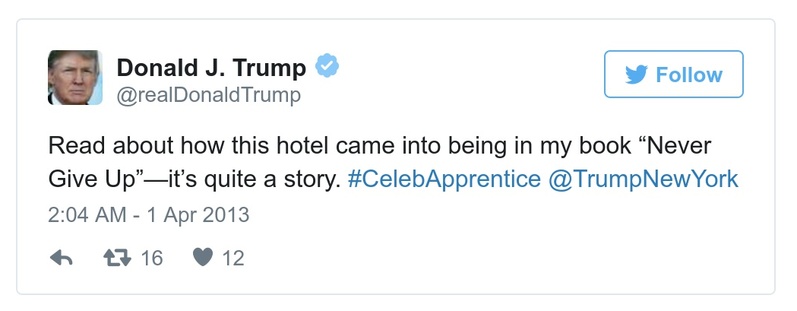 Donald J. Trump
@realDonaldTrump
Follow
Read about how this hotel came into being in my book “Never
Give Up”—it’s quite a story. #CelebApprentice @TrumpNewYork
2:04 AM - 1 Apr 2013
16 12